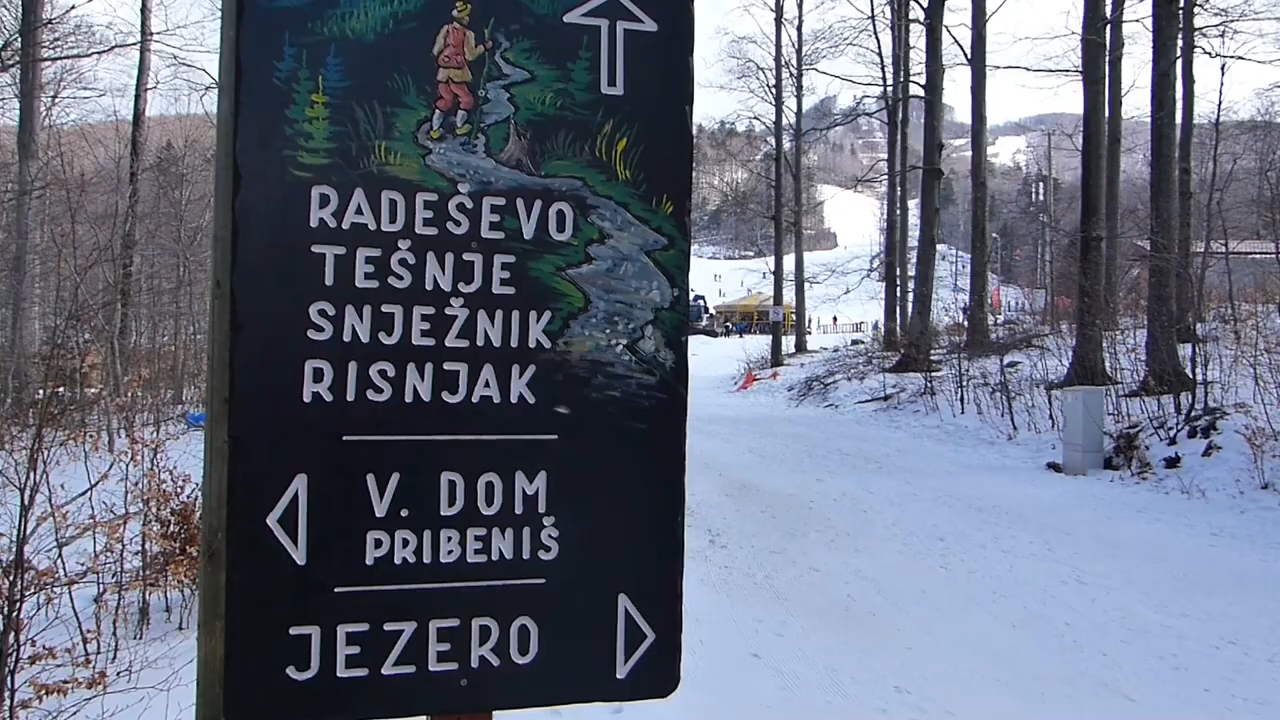 RADEŠEVO
TEŠNJE
SNJEŽNIK
RISNJAK
V. DOM
PRIBENIŠ
JEZERO